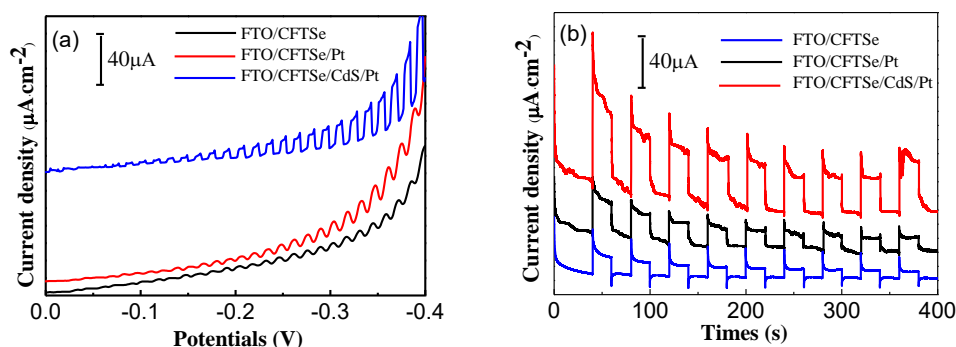 (a)
FTO/CFTSe
FTO/CFTSe/Pt
FTO/CFTSe/CdS/Pt
40μA
Current density (μA·cm-2)
0.0 -0.1 -0.2 -0.3 -0.4
Potentials (V)
(b)
FTO/CFTSe
FTO/CFTSe/Pt
FTO/CFTSe/CdS/Pt
40μA
Current density (μA·cm-2)
0 100 200 300 400
Times (s)